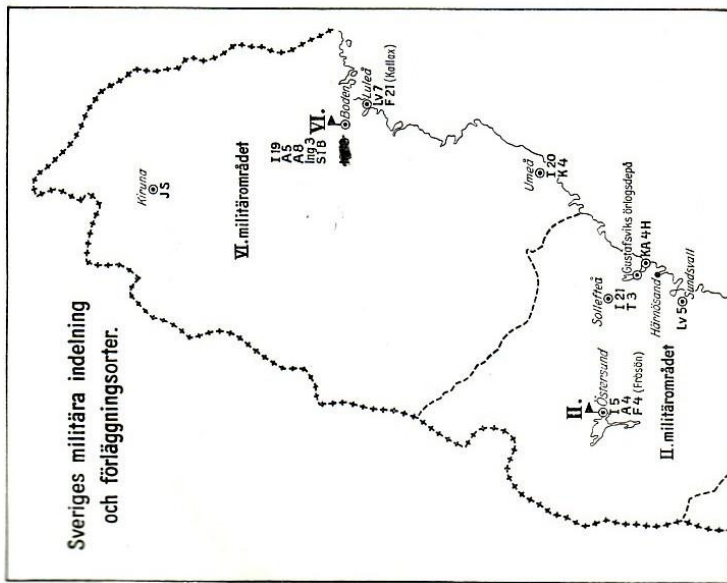 Sveriges militära indelning
och förläggningsorter.
Kiruna
J S
VI. militärområdet
I 19
A 5
A 8
Ing 3
S1 B
VI.
Boden
Luleå
Lv 7
F 21 (Kallax)
Umeå
I 20
K 4
Sollefteå
I 21
T 3
Gustafsviks örlogsdepå
KA 4 H
Härnösand
Lv 5
Sundsvall
II.
Östersund
I 5
A 4
F 4 (Frösön)
II. militärområdet